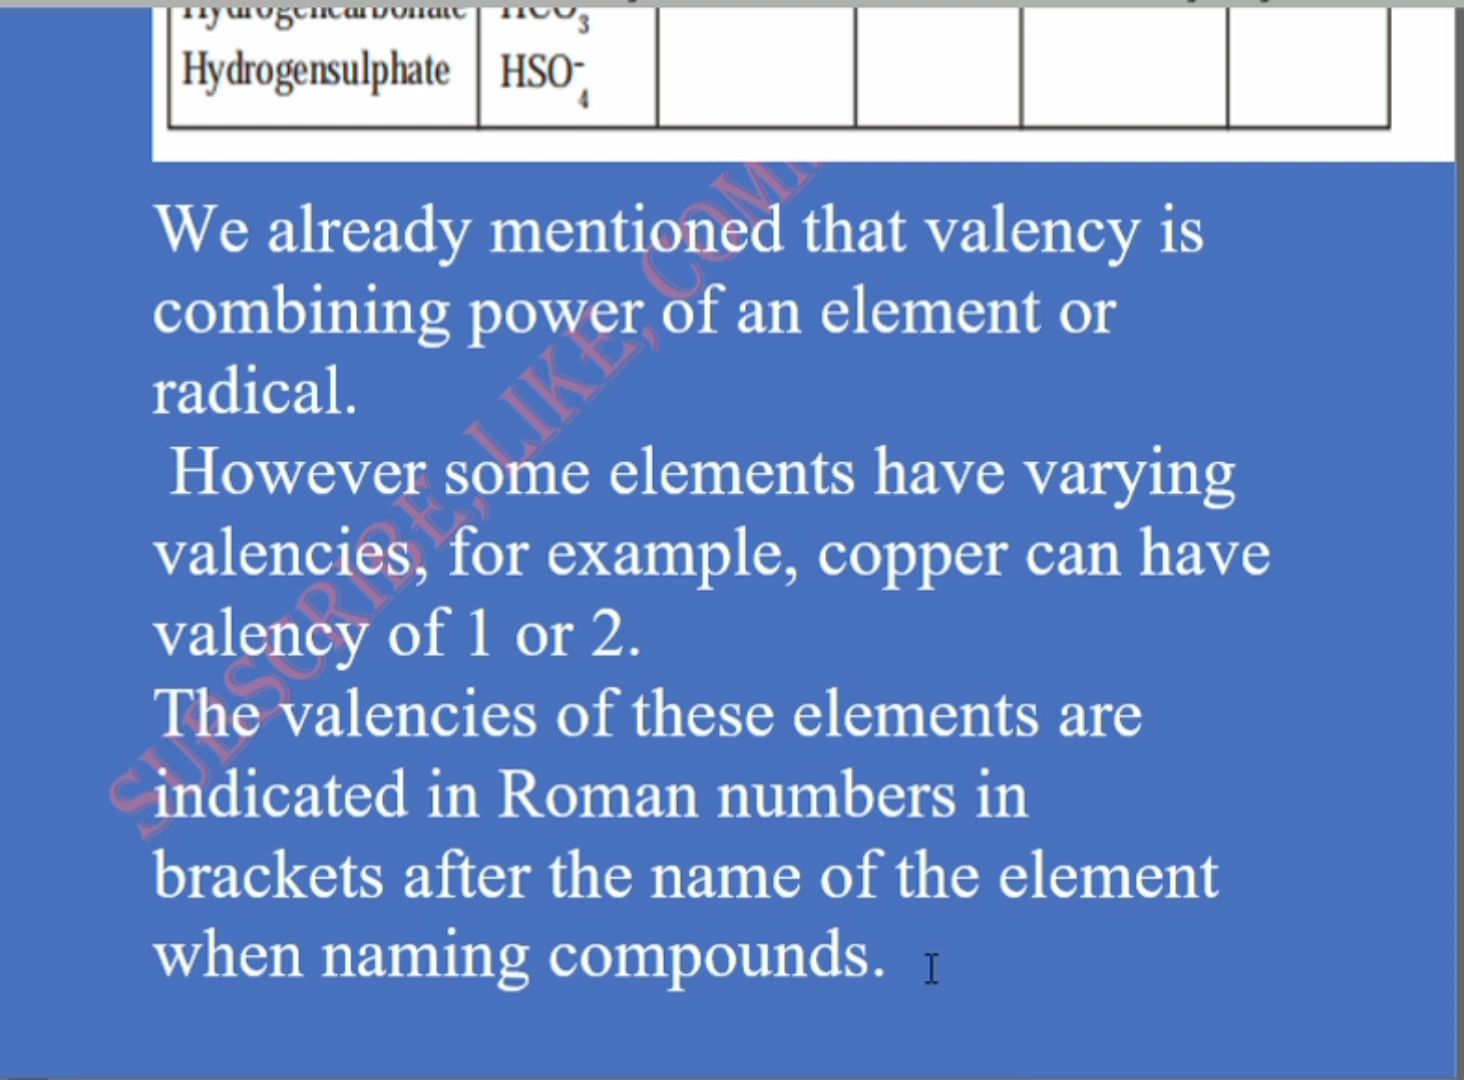 Hydrogencarbonate HCO₃
Hydrogensulphate HSO⁻₄
We already mentioned that valency is
combining power of an element or
radical.
However some elements have varying
valencies, for example, copper can have
valency of 1 or 2.
The valencies of these elements are
indicated in Roman numbers in
brackets after the name of the element
when naming compounds.
SUBSCRIBE, LIKE, COM